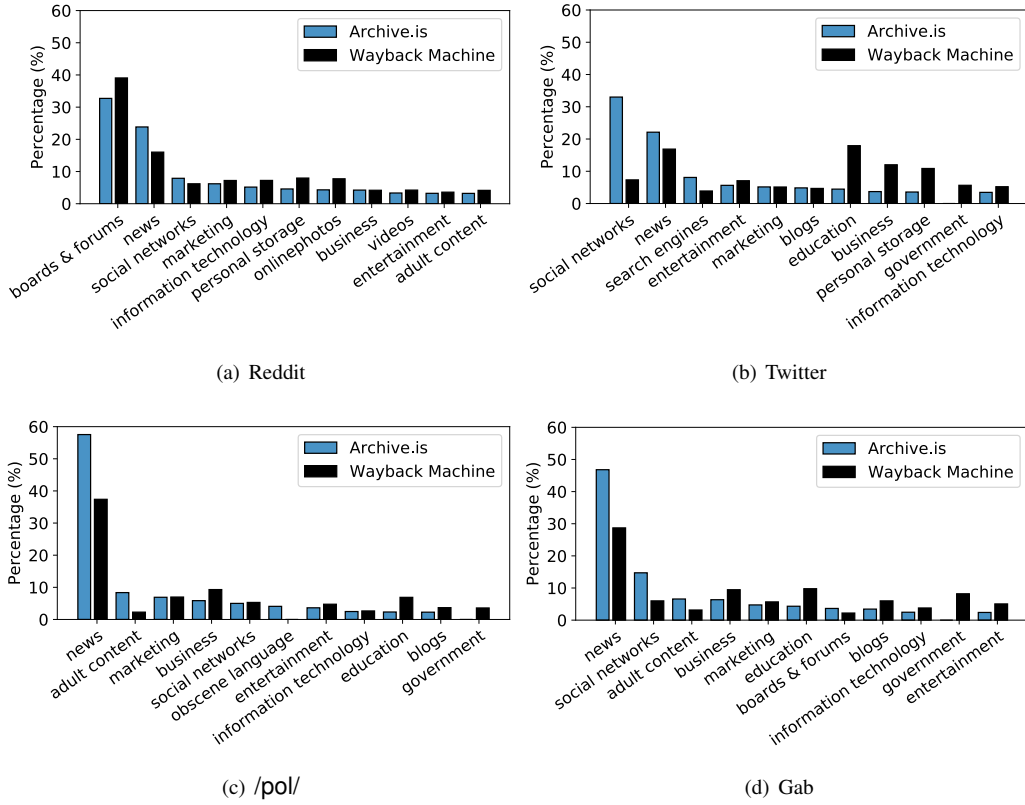 60
50
40
30
20
10
0
Percentage (%)
Archive.is
Wayback Machine
boards & forums
news
social networks
marketing
information technology
personal storage
onlinephotos
business
videos
entertainment
adult content
(a) Reddit
60
50
40
30
20
10
0
Percentage (%)
Archive.is
Wayback Machine
social networks
news
search engines
entertainment
marketing
blogs
education
business
personal storage
government
information technology
(b) Twitter
60
50
40
30
20
10
0
Percentage (%)
Archive.is
Wayback Machine
news
adult content
marketing
business
social networks
obscene language
entertainment
information technology
education
blogs
government
(c) /pol/
60
50
40
30
20
10
0
Percentage (%)
Archive.is
Wayback Machine
news
social networks
adult content
business
marketing
education
boards & forums
blogs
information technology
government
entertainment
(d) Gab